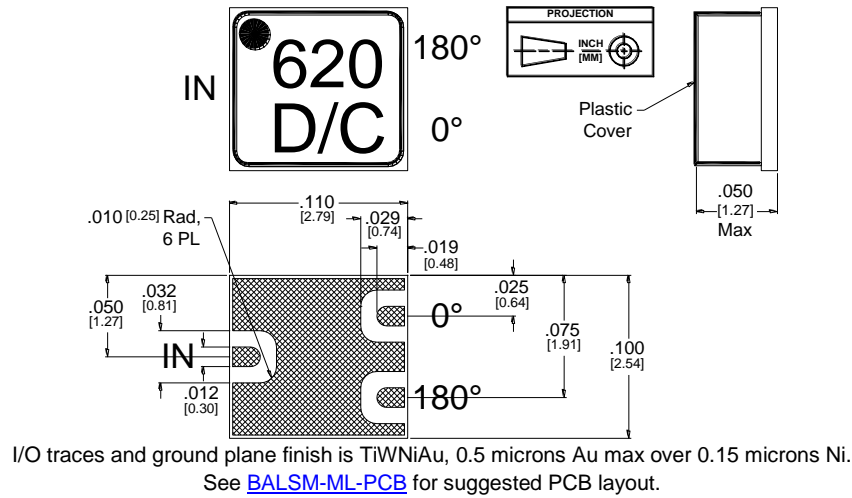 620
D/C
IN
180°
0°
PROJECTION
INCH
[MM]
Plastic
Cover
.050
[1.27]
Max
.110
[2.79]
.010 [0.25] Rad,
6 PL
.029
[0.74]
.019
[0.48]
.025
[0.64]
.032
[0.81]
.050
[1.27]
IN
0°
.075
[1.91]
.100
[2.54]
.012
[0.30]
180°
I/O traces and ground plane finish is TiWNiAu, 0.5 microns Au max over 0.15 microns Ni.
See BALSM-ML-PCB for suggested PCB layout.